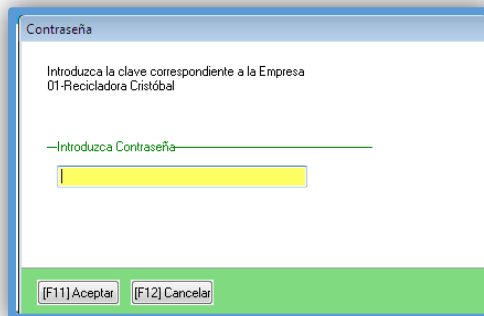 Contraseña
Introduzca la clave correspondiente a la Empresa
01-Recicladora Cristóbal
Introduzca Contraseña
[F11] Aceptar
[F12] Cancelar